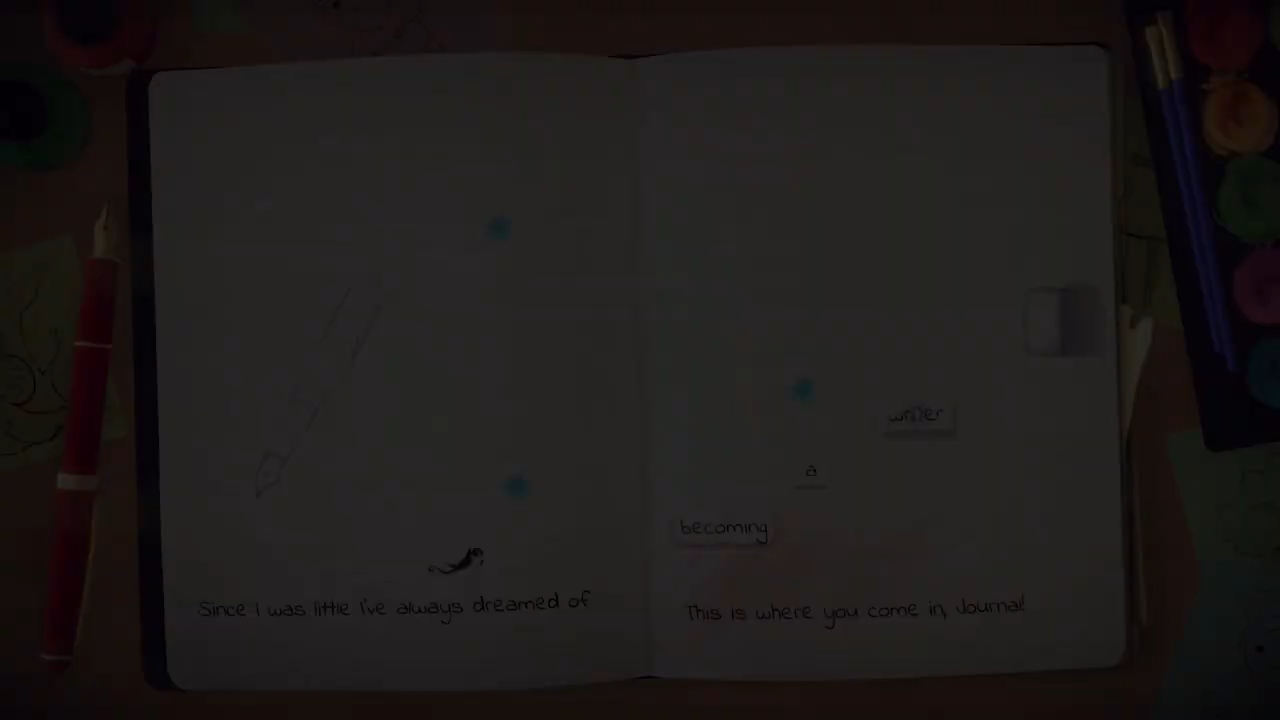 Since I was little I've always dreamed of
becoming
a
writer
This is where you come in, Journal!